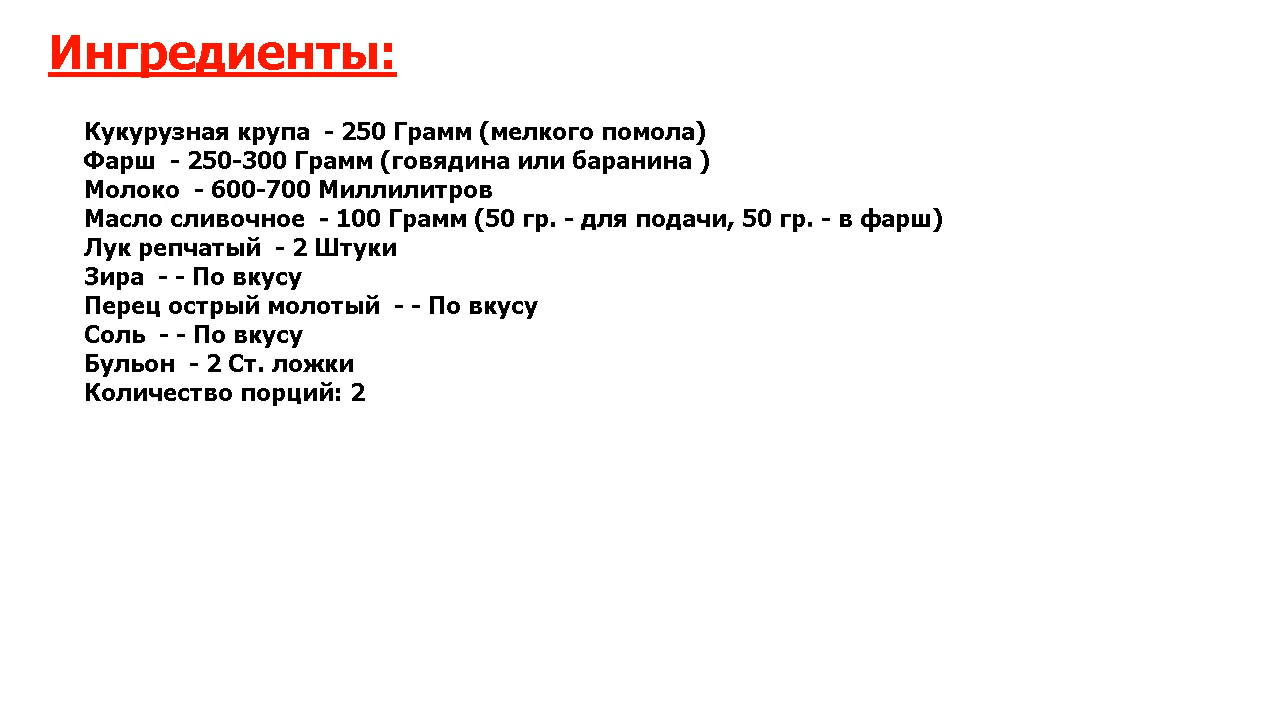 Ингредиенты:
Кукурузная крупа  - 250 Грамм (мелкого помола)
Фарш  - 250-300 Грамм (говядина или баранина )
Молоко  - 600-700 Миллилитров
Масло сливочное  - 100 Грамм (50 гр. - для подачи, 50 гр. - в фарш)
Лук репчатый  - 2 Штуки
Зира  - - По вкусу
Перец острый молотый  - - По вкусу
Соль  - - По вкусу
Бульон  - 2 Ст. ложки
Количество порций: 2